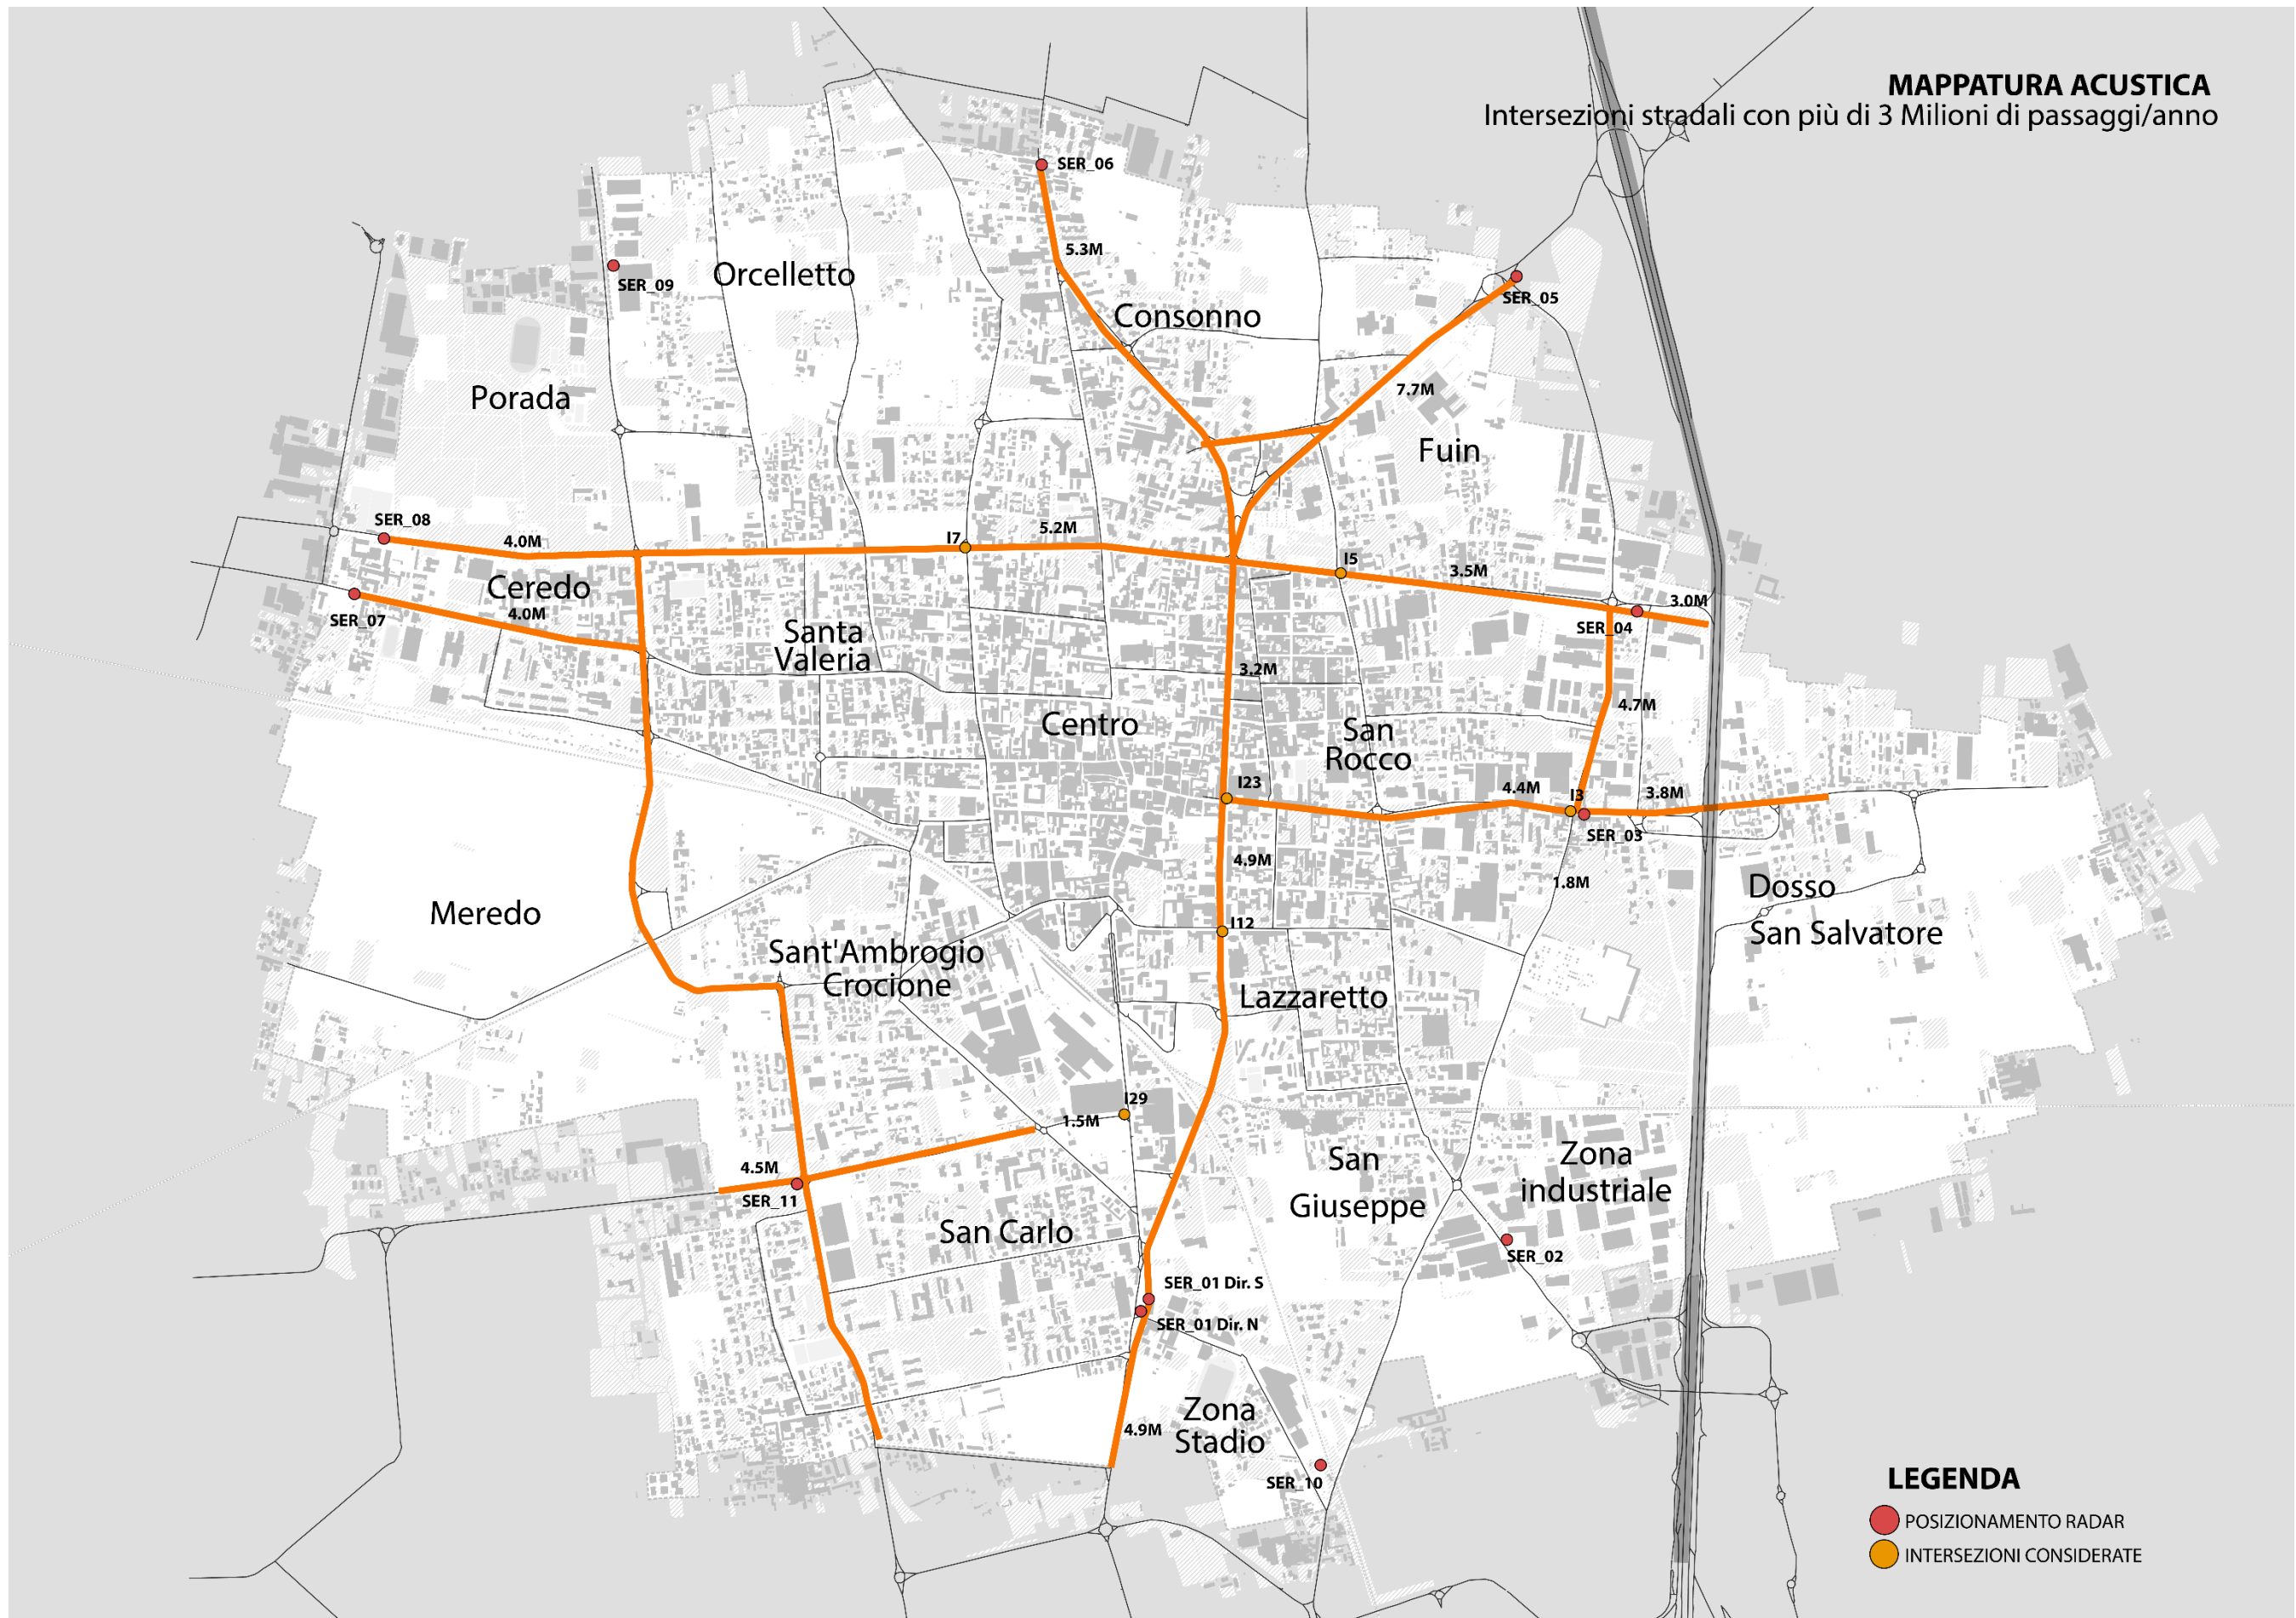 MAPPATURA ACUSTICA
Intersezioni stradali con più di 3 Milioni di passaggi/anno
SER_06
5.3M
SER_09
Orcelletto
SER_05
Consonno
7.7M
Porada
Fuin
SER_08
4.0M
I7
5.2M
I5
3.5M
Ceredo
4.0M
SER_07
3.0M
SER_04
Santa
Valeria
3.2M
4.7M
Centro
San
Rocco
I23
4.4M
I3
3.8M
SER_03
4.9M
1.8M
Dosso
San Salvatore
Meredo
I12
Sant'Ambrogio
Crocione
Lazzaretto
I29
1.5M
4.5M
SER_11
San
Giuseppe
Zona
industriale
San Carlo
SER_02
SER_01 Dir. S
SER_01 Dir. N
Zona
Stadio
4.9M
SER_10
LEGENDA
POSIZIONAMENTO RADAR
INTERSEZIONI CONSIDERATE